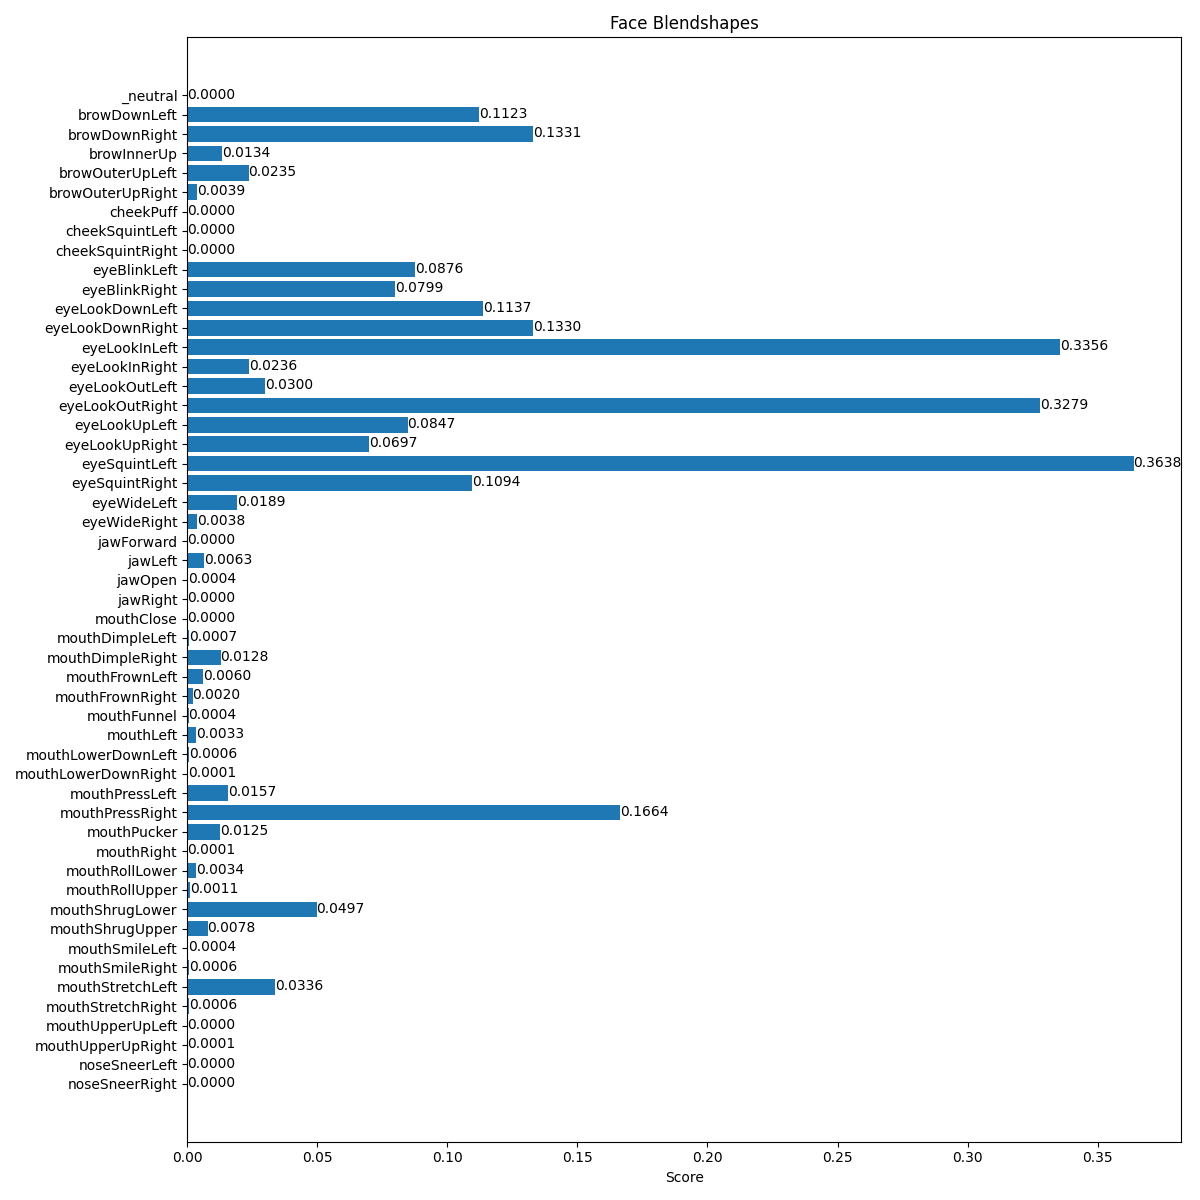 Face Blendshapes
_neutral 0.0000
browDownLeft 0.1123
browDownRight 0.1331
browInnerUp 0.0134
browOuterUpLeft 0.0235
browOuterUpRight 0.0039
cheekPuff 0.0000
cheekSquintLeft 0.0000
cheekSquintRight 0.0000
eyeBlinkLeft 0.0876
eyeBlinkRight 0.0799
eyeLookDownLeft 0.1137
eyeLookDownRight 0.1330
eyeLookInLeft 0.3356
eyeLookInRight 0.0236
eyeLookOutLeft 0.0300
eyeLookOutRight 0.3279
eyeLookUpLeft 0.0847
eyeLookUpRight 0.0697
eyeSquintLeft 0.3638
eyeSquintRight 0.1094
eyeWideLeft 0.0189
eyeWideRight 0.0038
jawForward 0.0000
jawLeft 0.0063
jawOpen 0.0004
jawRight 0.0000
mouthClose 0.0000
mouthDimpleLeft 0.0007
mouthDimpleRight 0.0128
mouthFrownLeft 0.0060
mouthFrownRight 0.0020
mouthFunnel 0.0004
mouthLeft 0.0033
mouthLowerDownLeft 0.0006
mouthLowerDownRight 0.0001
mouthPressLeft 0.0157
mouthPressRight 0.1664
mouthPucker 0.0125
mouthRight 0.0001
mouthRollLower 0.0034
mouthRollUpper 0.0011
mouthShrugLower 0.0497
mouthShrugUpper 0.0078
mouthSmileLeft 0.0004
mouthSmileRight 0.0006
mouthStretchLeft 0.0336
mouthStretchRight 0.0006
mouthUpperUpLeft 0.0000
mouthUpperUpRight 0.0001
noseSneerLeft 0.0000
noseSneerRight 0.0000
0.00 0.05 0.10 0.15 0.20 0.25 0.30 0.35
Score